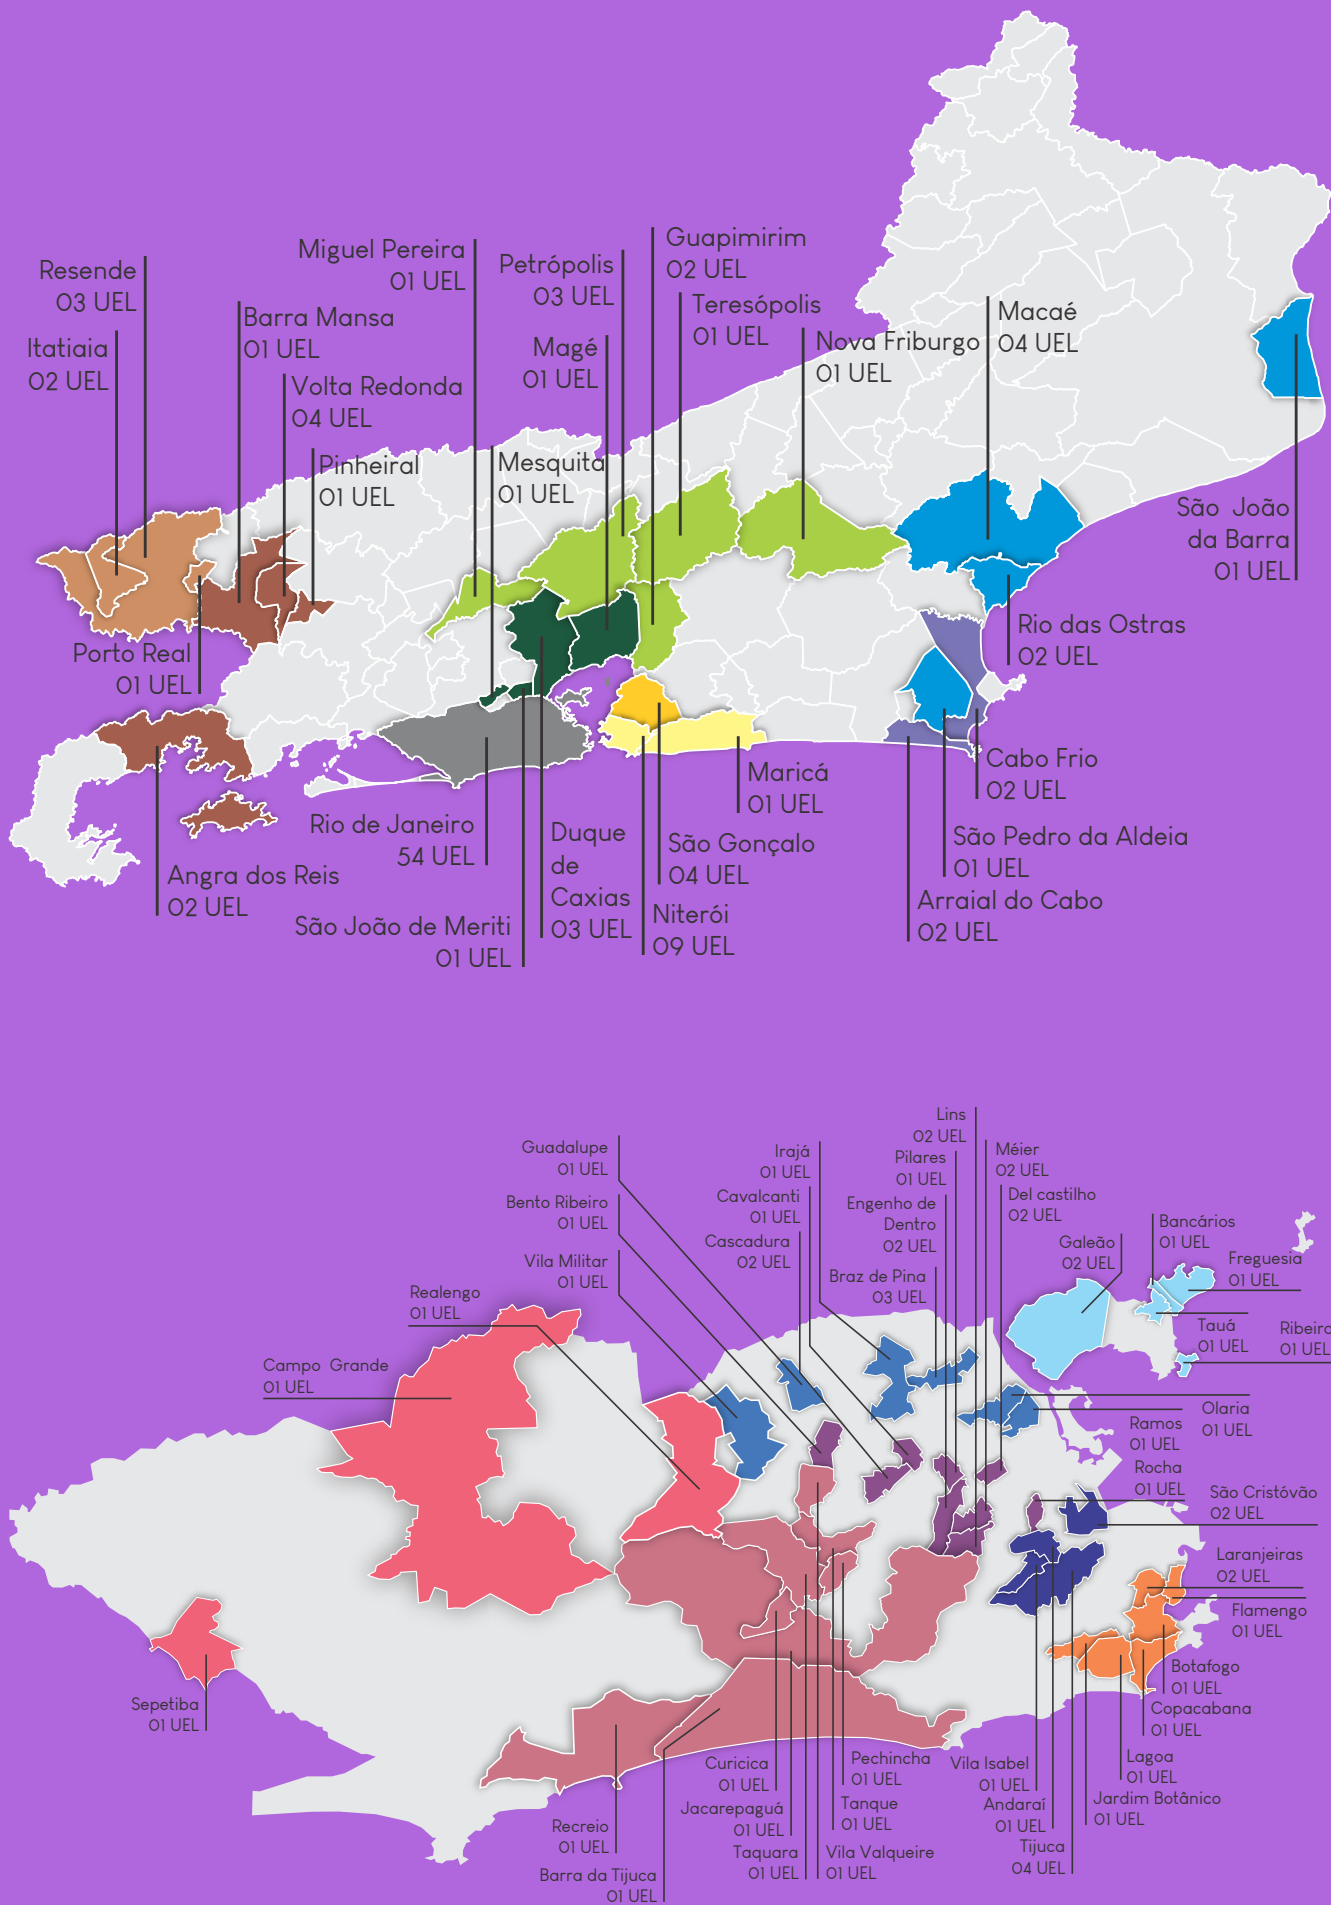 Resende
03 UEL
Itatiaia
02 UEL
Barra Mansa
01 UEL
Volta Redonda
04 UEL
Pinheiral
01 UEL
Porto Real
01 UEL
Miguel Pereira
01 UEL
Petrópolis
03 UEL
Magé
01 UEL
Mesquita
01 UEL
Guapimirim
02 UEL
Teresópolis
01 UEL
Nova Friburgo
01 UEL
Macaé
04 UEL
São João
da Barra
01 UEL
Rio das Ostras
02 UEL
Cabo Frio
02 UEL
São Pedro da Aldeia
01 UEL
Arraial do Cabo
02 UEL
Maricá
01 UEL
São Gonçalo
04 UEL
Niterói
09 UEL
Duque
de
Caxias
03 UEL
Rio de Janeiro
54 UEL
São João de Meriti
01 UEL
Angra dos Reis
02 UEL
Lins
02 UEL
Guadalupe
01 UEL
Irajá
01 UEL
Pilares
01 UEL
Méier
02 UEL
Bento Ribeiro
01 UEL
Cavalcanti
01 UEL
Engenho de
Dentro
02 UEL
Del castilho
02 UEL
Cascadura
02 UEL
Vila Militar
01 UEL
Braz de Pina
03 UEL
Galeão
02 UEL
Bancários
01 UEL
Freguesia
01 UEL
Realengo
01 UEL
Tauá
01 UEL
Ribeira
01 UEL
Campo Grande
01 UEL
Olaria
01 UEL
Ramos
01 UEL
Rocha
01 UEL
São Cristóvão
02 UEL
Laranjeiras
02 UEL
Flamengo
01 UEL
Botafogo
01 UEL
Copacabana
01 UEL
Lagoa
01 UEL
Jardim Botânico
01 UEL
Vila Isabel
01 UEL
Andaraí
01 UEL
Tijuca
04 UEL
Sepetiba
01 UEL
Curicica
01 UEL
Pechincha
01 UEL
Jacarepaguá
01 UEL
Tanque
01 UEL
Taquara
01 UEL
Vila Valqueire
01 UEL
Recreio
01 UEL
Barra da Tijuca
01 UEL